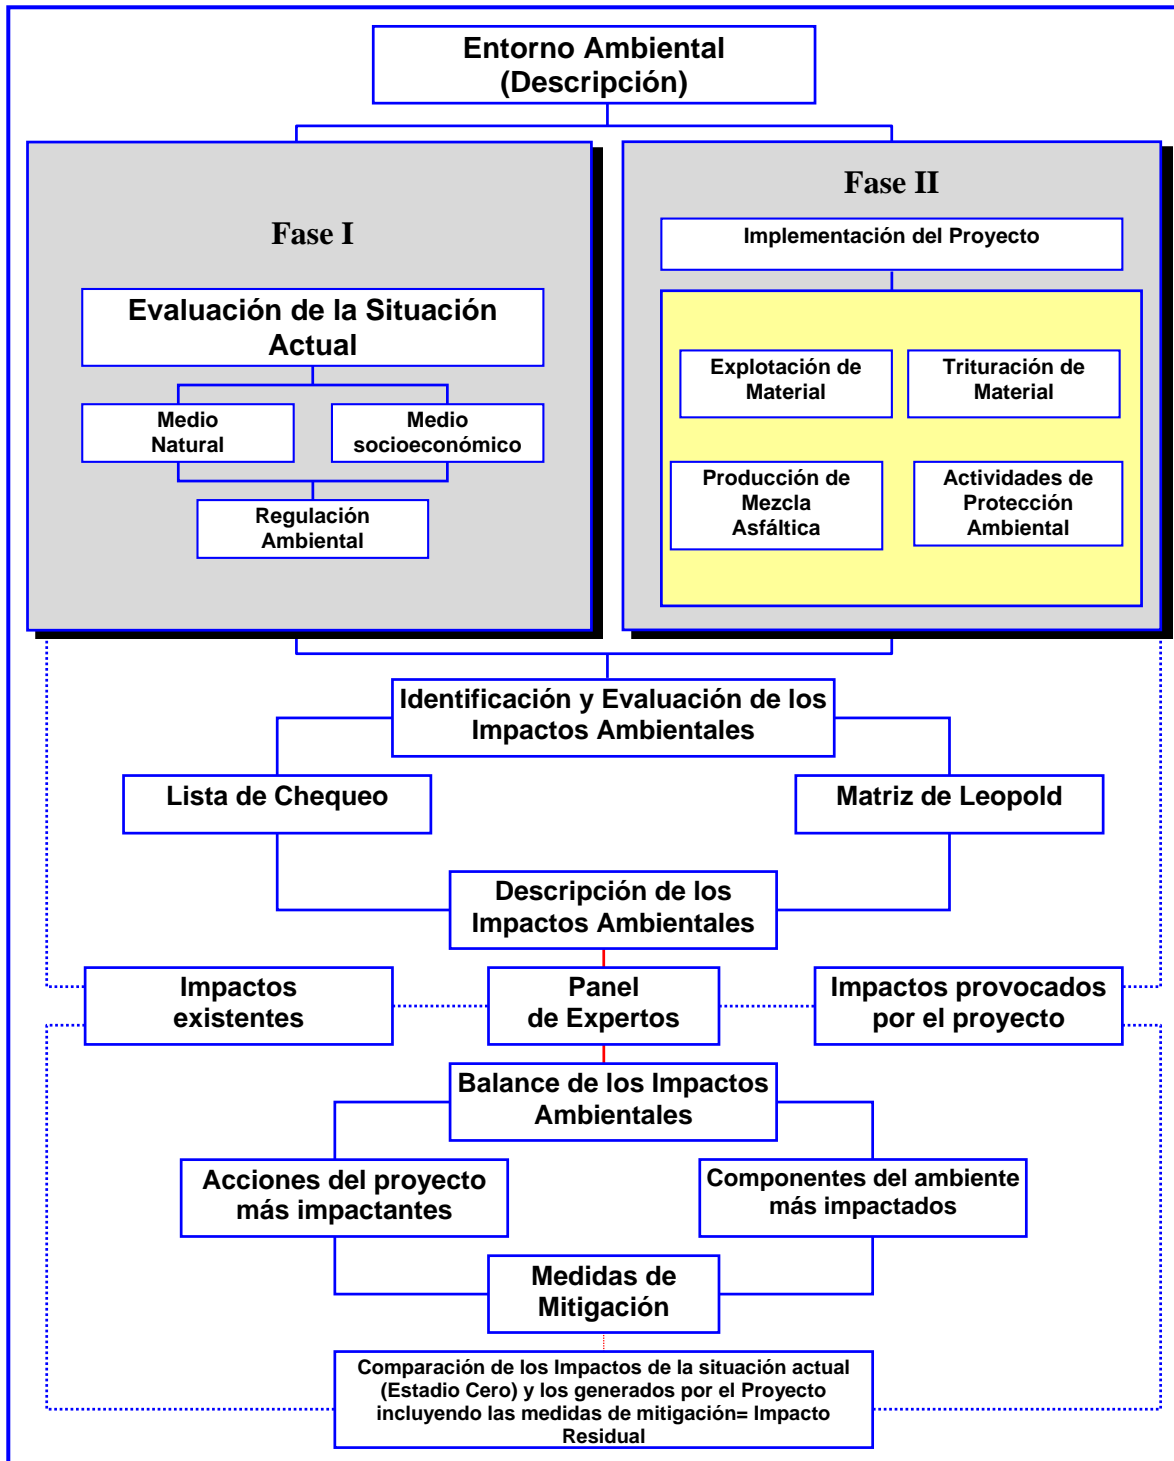 Entorno Ambiental
(Descripción)
Fase I
Evaluación de la Situación
Actual
Medio
Natural
Medio
socioeconómico
Regulación
Ambiental
Fase II
Implementación del Proyecto
Explotación de
Material
Trituración de
Material
Producción de
Mezcla
Asfáltica
Actividades de
Protección
Ambiental
Identificación y Evaluación de los
Impactos Ambientales
Lista de Chequeo
Matriz de Leopold
Descripción de los
Impactos Ambientales
Impactos
existentes
Panel
de Expertos
Impactos provocados
por el proyecto
Balance de los Impactos
Ambientales
Acciones del proyecto
más impactantes
Componentes del ambiente
más impactados
Medidas de
Mitigación
Comparación de los Impactos de la situación actual
(Estadio Cero) y los generados por el Proyecto
incluyendo las medidas de mitigación= Impacto
Residual